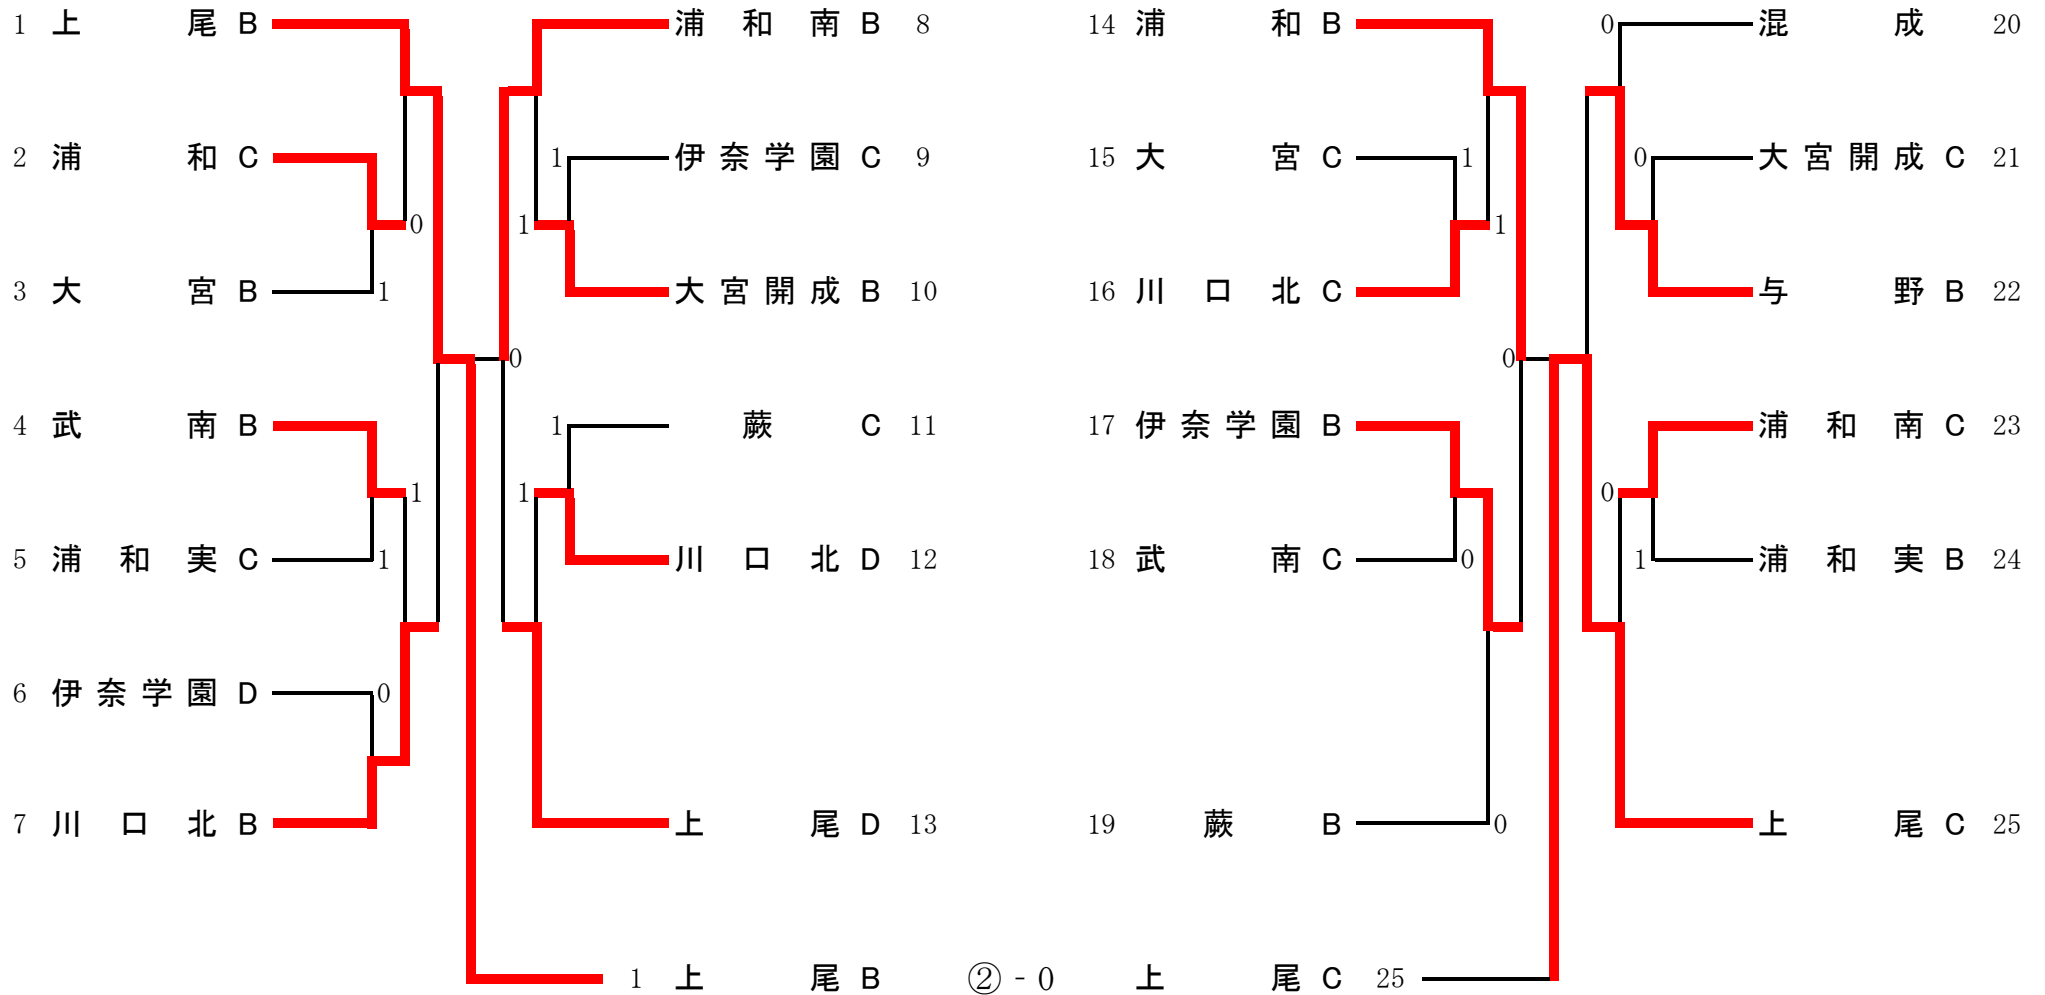 1 上 尾 B 浦 和 南 B 8 14 浦 和 B 0 混 成 20
2 浦 和 C 1 伊 奈 学 園 C 9 15 大 宮 C 1 0 大 宮 開 成 C 21
0 1 1
3 大 宮 B 1 大 宮 開 成 B 10 16 川 口 北 C 与 野 B 22
0 0
4 武 南 B 1 蕨 C 11 17 伊 奈 学 園 B 浦 和 南 C 23
1 1 0
5 浦 和 実 C 1 川 口 北 D 12 18 武 南 C 0 1 浦 和 実 B 24
6 伊 奈 学 園 D 0
7 川 口 北 B 上 尾 D 13 19 蕨 B 0 上 尾 C 25
1 上 尾 B ② - 0 上 尾 C 25